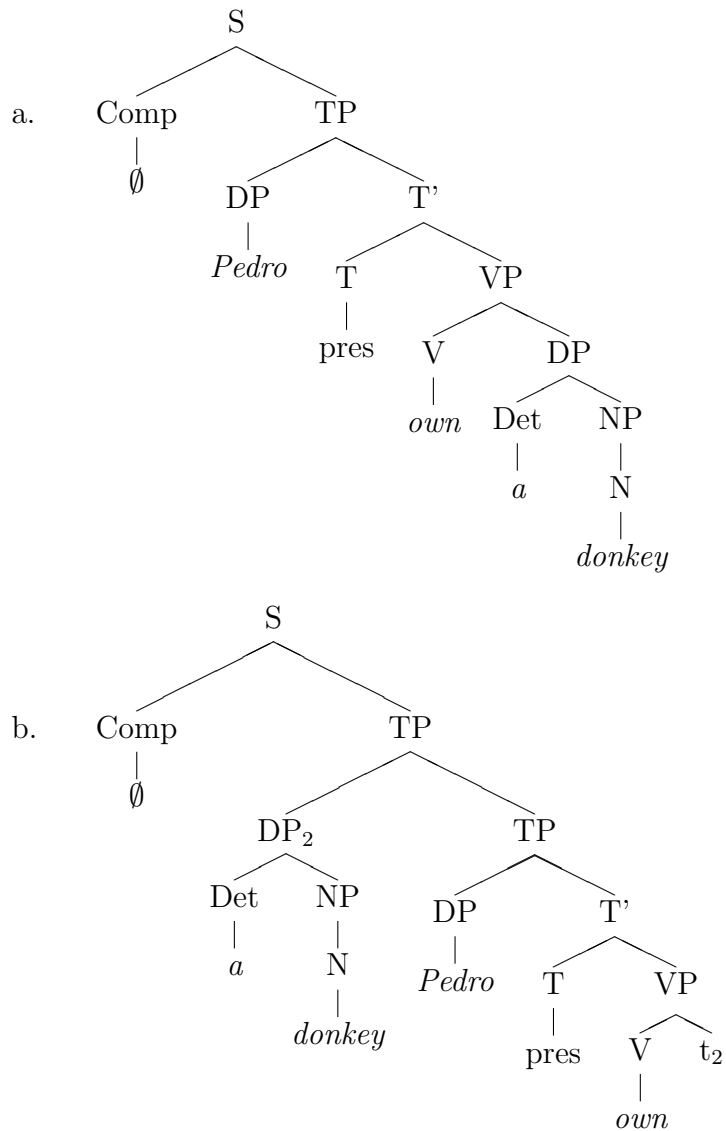 S
a. Comp TP
∅ DP T’
Pedro T VP
pres V DP
own Det NP
a N
donkey
S
b. Comp TP
∅
DP₂ TP
Det NP DP T’
a N Pedro T VP
donkey pres V t₂
own